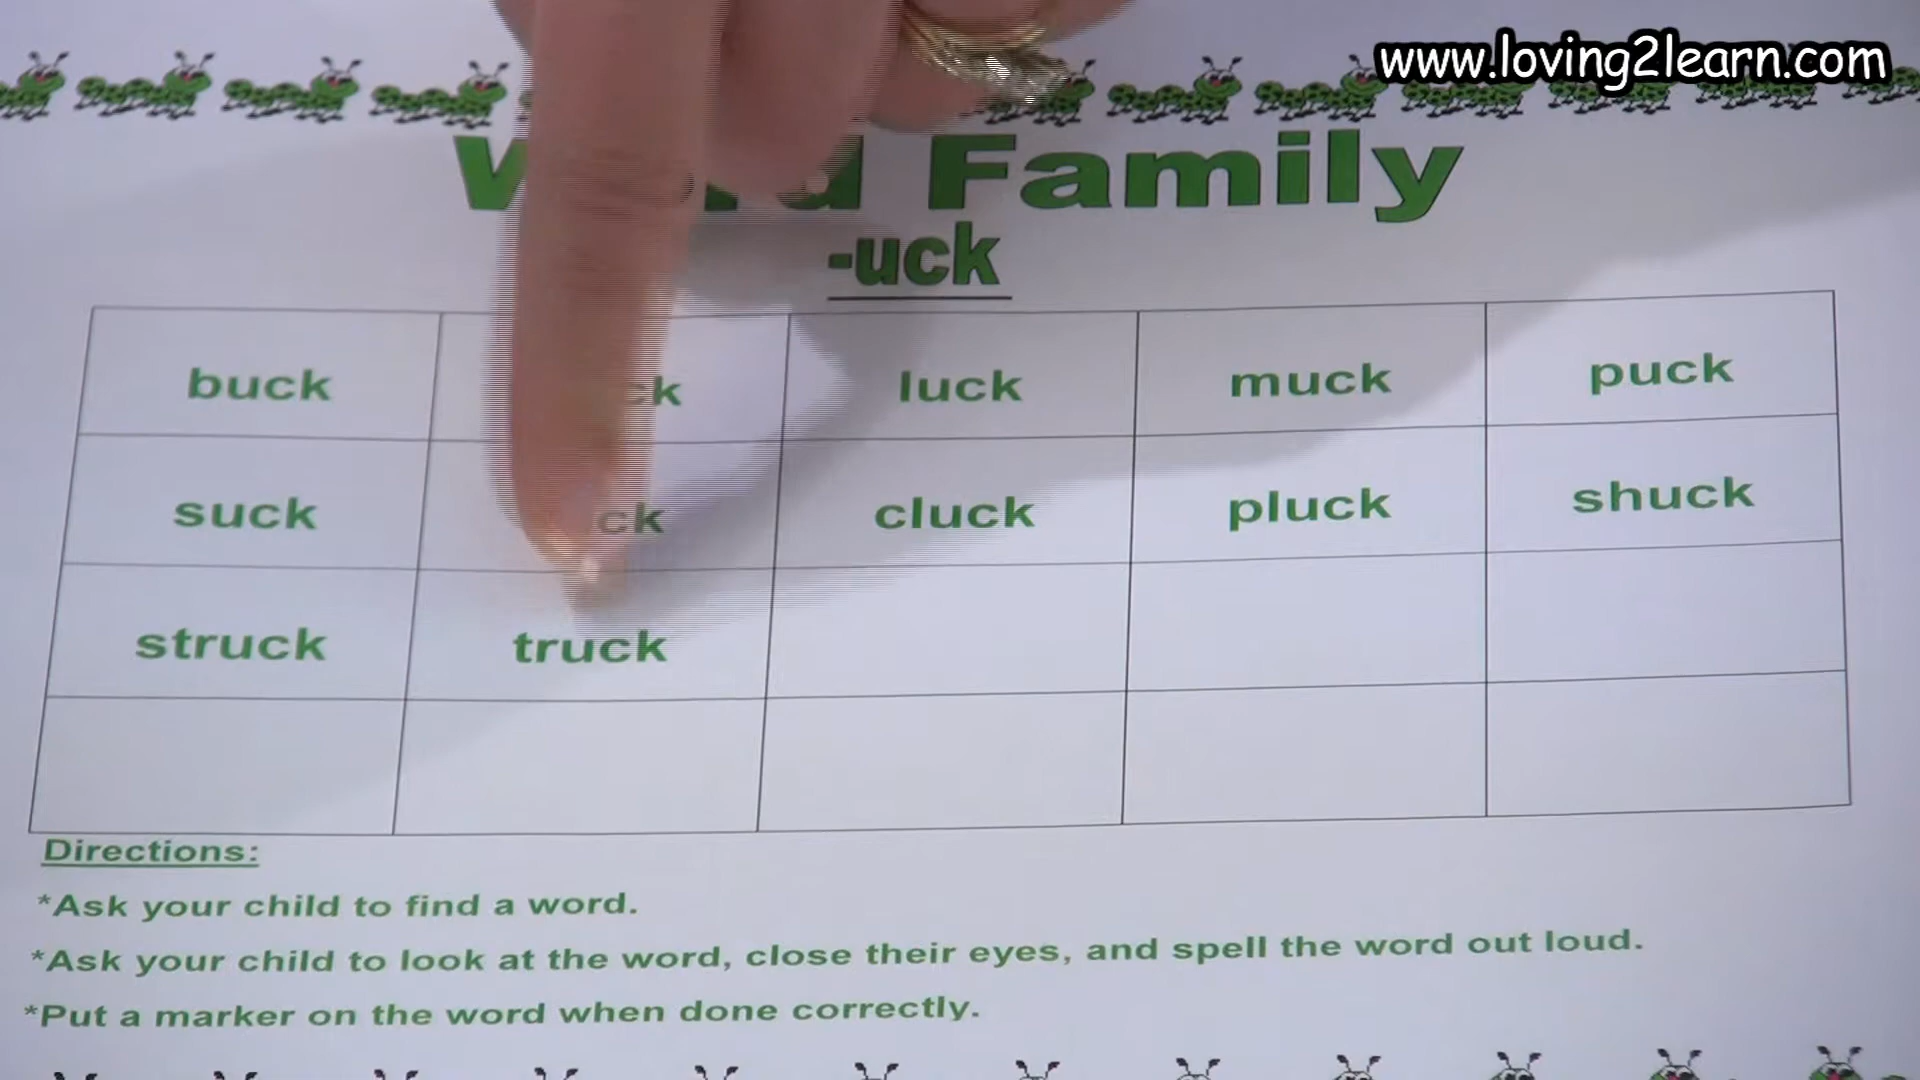 www.loving2learn.com
Family
-uck
buck luck muck puck
suck cluck pluck shuck
struck truck
Directions:
*Ask your child to find a word.
*Ask your child to look at the word, close their eyes, and spell the word out loud.
*Put a marker on the word when done correctly.